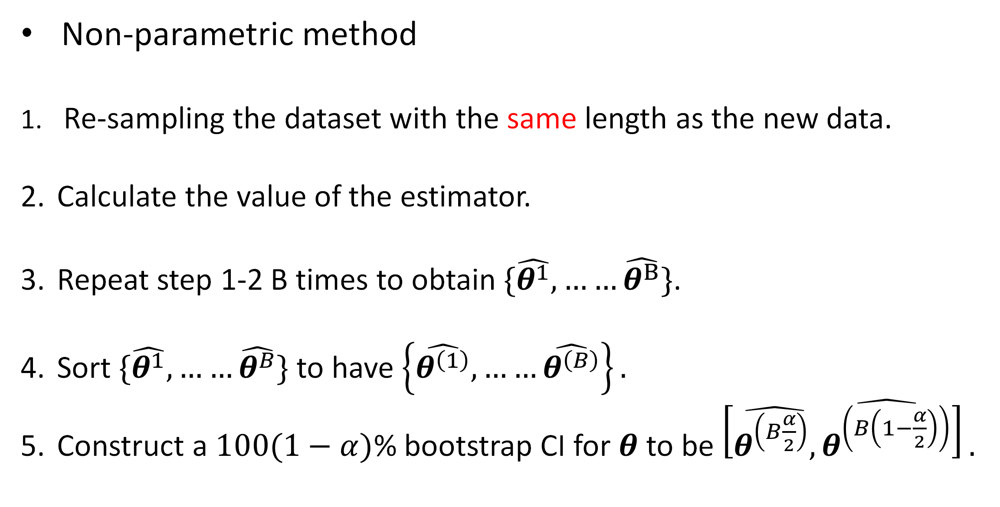 • Non-parametric method
1. Re-sampling the dataset with the same length as the new data.
2. Calculate the value of the estimator.
3. Repeat step 1-2 B times to obtain $\{\widehat{\boldsymbol{\theta}^{1}}, \ldots \ldots \widehat{\boldsymbol{\theta}^{\mathrm{B}}}\}$.
4. Sort $\{\widehat{\boldsymbol{\theta}^{1}}, \ldots \ldots \widehat{\boldsymbol{\theta}^{B}}\}$ to have $\left\{\widehat{\boldsymbol{\theta}^{(1)}}, \ldots \ldots \widehat{\boldsymbol{\theta}^{(B)}}\right\}$.
5. Construct a $100(1-\alpha)\%$ bootstrap CI for $\boldsymbol{\theta}$ to be $\left[\widehat{\boldsymbol{\theta}^{\left(B\frac{\alpha}{2}\right)}}, \widehat{\boldsymbol{\theta}^{\left(B\left(1-\frac{\alpha}{2}\right)\right)}}\right]$.